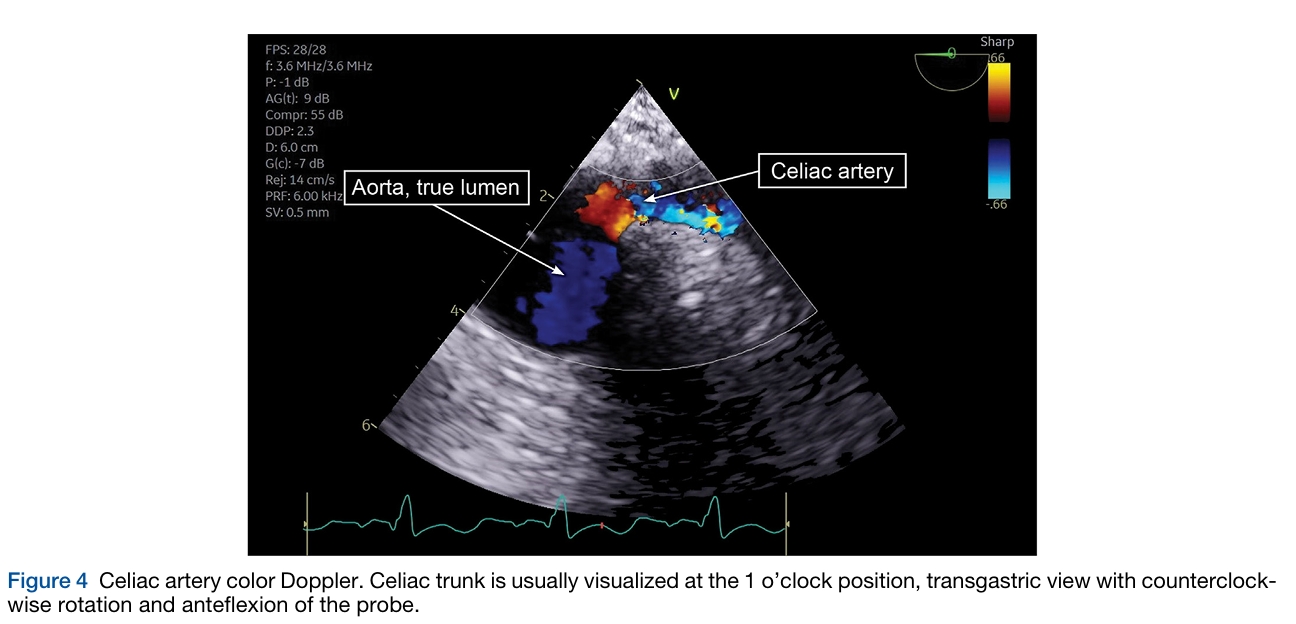 FPS: 28/28
f: 3.6 MHz/3.6 MHz
P: -1 dB
AG(t): 9 dB
Compr: 55 dB
DDP: 2.3
D: 6.0 cm
G(c): -7 dB
Rej: 14 cm/s
PRF: 6.00 kHz
SV: 0.5 mm
V
0
Sharp
.66
-.66
Celiac artery
Aorta, true lumen
2
4
6
Figure 4 Celiac artery color Doppler. Celiac trunk is usually visualized at the 1 o’clock position, transgastric view with counterclock-
wise rotation and anteflexion of the probe.